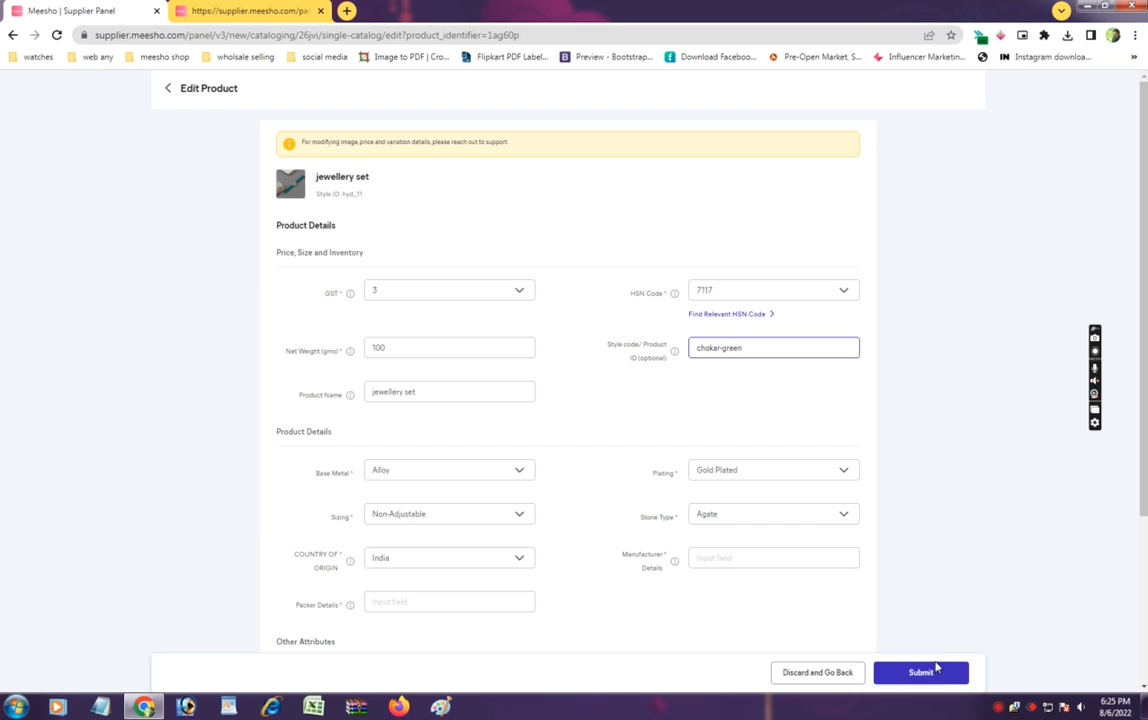 Meesho | Supplier Panel
https://supplier.meesho.com/pa
supplier.meesho.com/panel/v3/new/cataloging/26jvi/single-catalog/edit?product_identifier=1ag60p
watches
web any
meesho shop
wholsale selling
social media
Image to PDF | Cro...
Flipkart PDF Label...
Preview - Bootstrap...
Download Faceboo...
Pre-Open Market, S...
Influencer Marketin...
Instagram downloa...
Edit Product
For modifying image,price and variation details,please reach out to support.
jewellery set
Style ID: hyd_11
Product Details
Price, Size and Inventory
GST *
3
HSN Code *
7117
Find Relevant HSN Code
Net Weight (gms) *
100
Style code/ Product
ID (optional)
chokar-green
Product Name
jewellery set
Product Details
Base Metal *
Alloy
Plating *
Gold Plated
Sizing *
Non-Adjustable
Stone Type *
Agate
COUNTRY OF *
ORIGIN
India
Manufacturer *
Details
Input field
Packer Details *
Input field
Other Attributes
Discard and Go Back
Submit
6:25 PM
8/6/2022